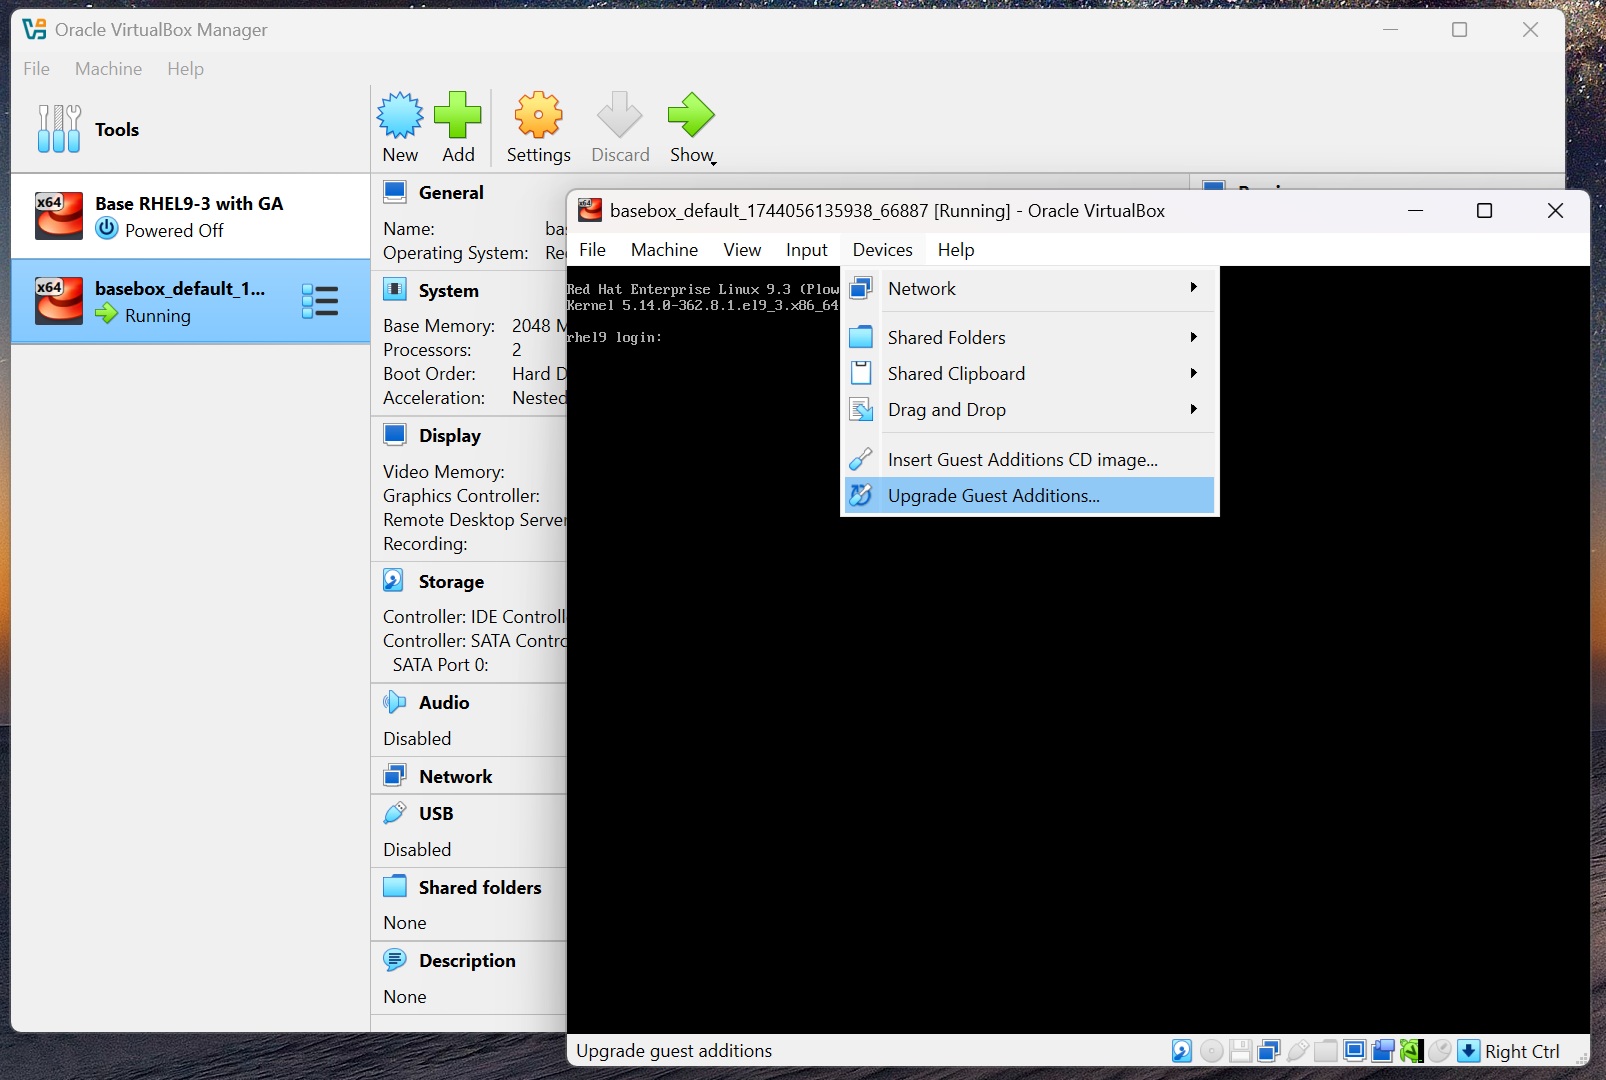 Oracle VirtualBox Manager
File Machine Help
Tools
New Add Settings Discard Show
Base RHEL9-3 with GA
Powered Off
basebox_default_1...
Running
General
Name:
Operating System:
System
Base Memory: 2048 M
Processors: 2
Boot Order: Hard D
Acceleration: Nested
Display
Video Memory:
Graphics Controller:
Remote Desktop Server
Recording:
Storage
Controller: IDE Controll
Controller: SATA Contro
SATA Port 0:
Audio
Disabled
Network
USB
Disabled
Shared folders
None
Description
None
basebox_default_1744056135938_66887 [Running] - Oracle VirtualBox
File Machine View Input Devices Help
Red Hat Enterprise Linux 9.3 (Plow
Kernel 5.14.0-362.8.1.el9_3.x86_64
rhel9 login:
Network
Shared Folders
Shared Clipboard
Drag and Drop
Insert Guest Additions CD image...
Upgrade Guest Additions...
Upgrade guest additions
Right Ctrl